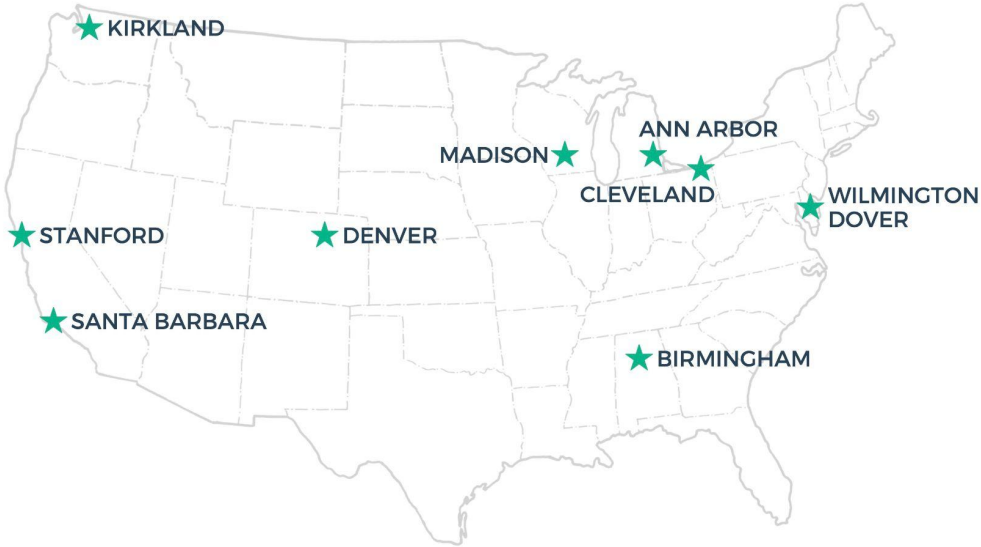 KIRKLAND
ANN ARBOR
MADISON
CLEVELAND
WILMINGTON
DOVER
STANFORD
DENVER
SANTA BARBARA
BIRMINGHAM